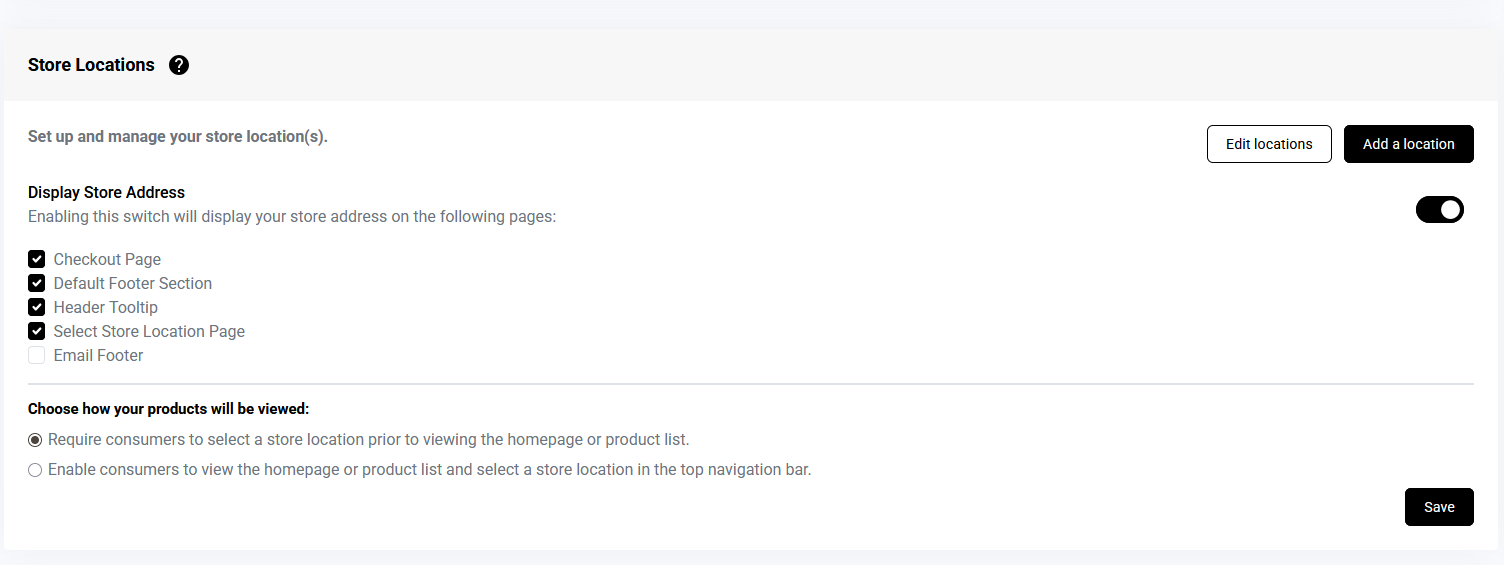 Store Locations ?
Set up and manage your store location(s).
Edit locations
Add a location
Display Store Address
Enabling this switch will display your store address on the following pages:
Checkout Page
Default Footer Section
Header Tooltip
Select Store Location Page
Email Footer
Choose how your products will be viewed:
Require consumers to select a store location prior to viewing the homepage or product list.
Enable consumers to view the homepage or product list and select a store location in the top navigation bar.
Save